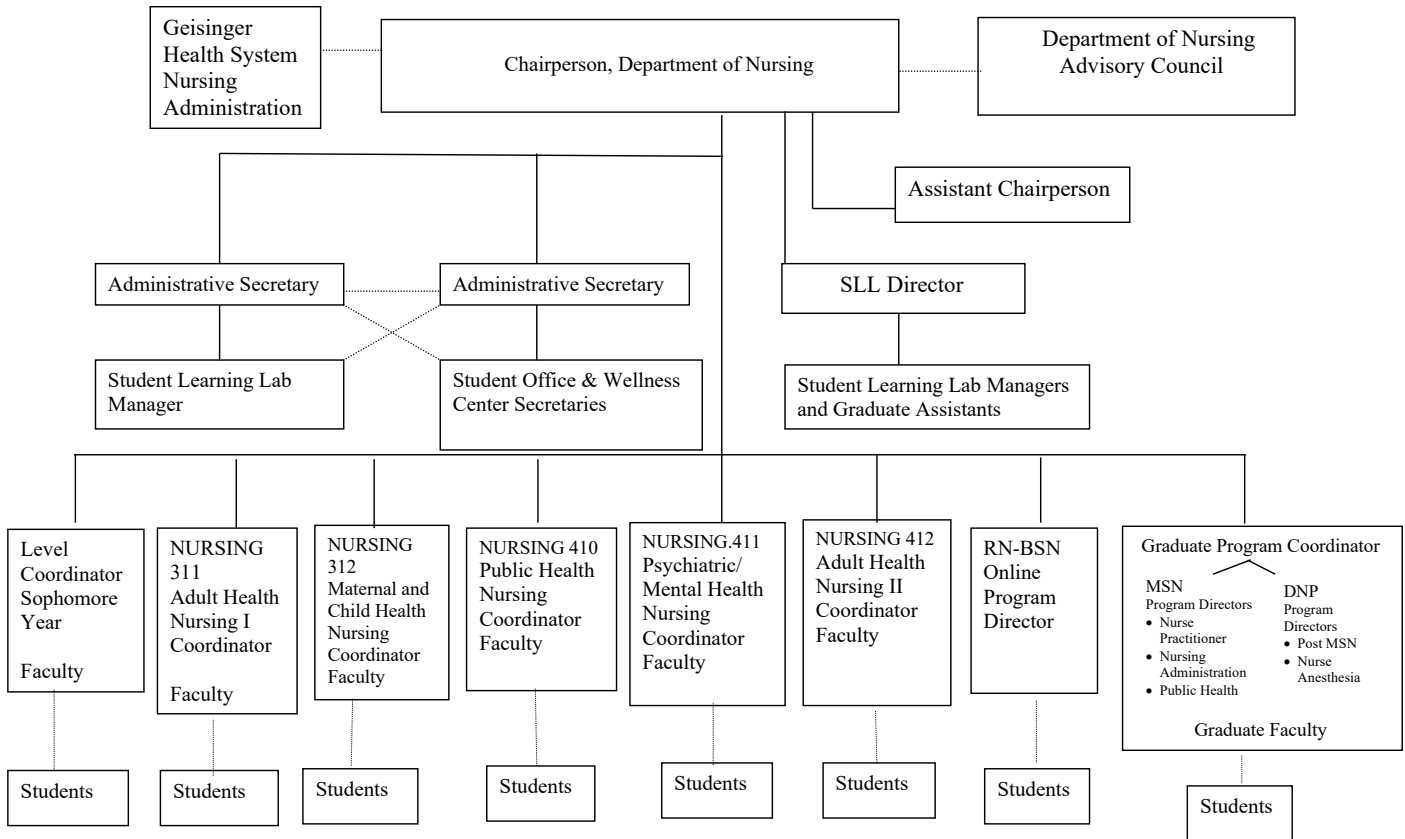 Geisinger
Health System
Nursing
Administration
Chairperson, Department of Nursing
Department of Nursing
Advisory Council
Assistant Chairperson
Administrative Secretary
Administrative Secretary
SLL Director
Student Learning Lab
Manager
Student Office & Wellness
Center Secretaries
Student Learning Lab Managers
and Graduate Assistants
Level
Coordinator
Sophomore
Year
Faculty
NURSING
311
Adult Health
Nursing I
Coordinator
Faculty
NURSING
312
Maternal and
Child Health
Nursing
Coordinator
Faculty
NURSING 410
Public Health
Nursing
Coordinator
Faculty
NURSING.411
Psychiatric/
Mental Health
Nursing
Coordinator
Faculty
NURSING 412
Adult Health
Nursing II
Coordinator
Faculty
RN-BSN
Online
Program
Director
Graduate Program Coordinator
MSN
Program Directors
• Nurse
Practitioner
• Nursing
Administration
• Public Health
DNP
Program
Directors
• Post MSN
• Nurse
Anesthesia
Graduate Faculty
Students
Students
Students
Students
Students
Students
Students
Students